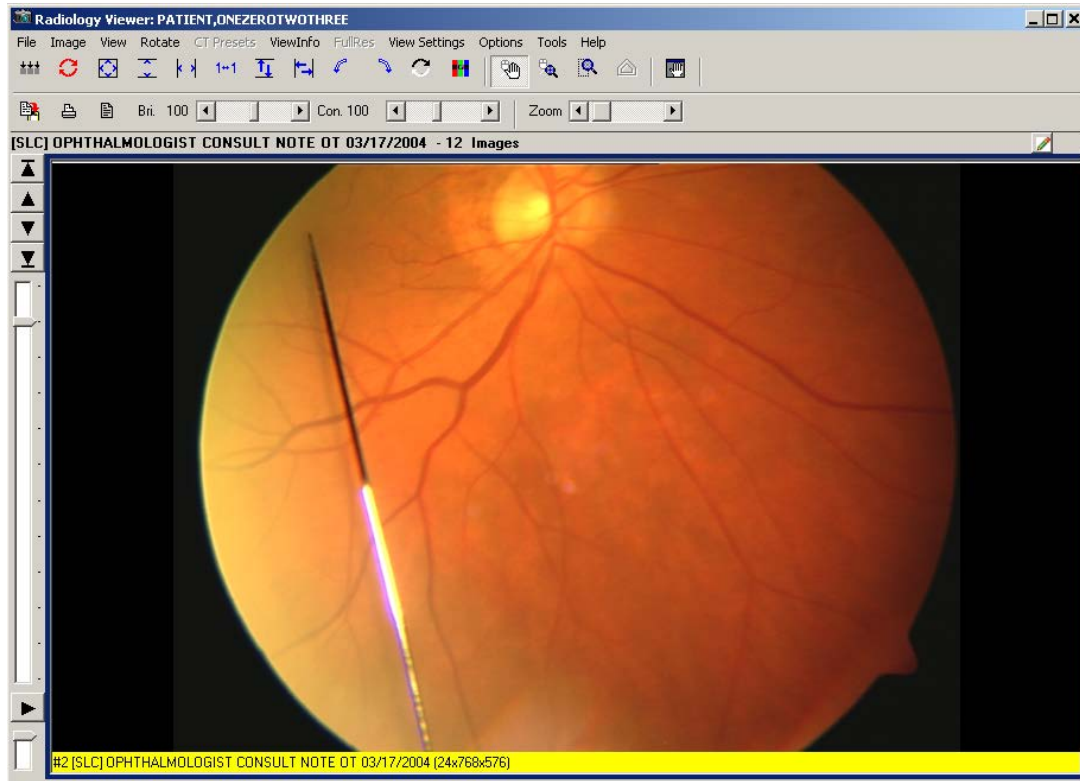 Radiology Viewer: PATIENT,ONEZEROTWOTHREE
File Image View Rotate CT Presets ViewInfo FullRes View Settings Options Tools Help
1↔1
Bri. 100 Con. 100 Zoom
[SLC] OPHTHALMOLOGIST CONSULT NOTE OT 03/17/2004 - 12 Images
#2 [SLC] OPHTHALMOLOGIST CONSULT NOTE OT 03/17/2004 (24x768x576)